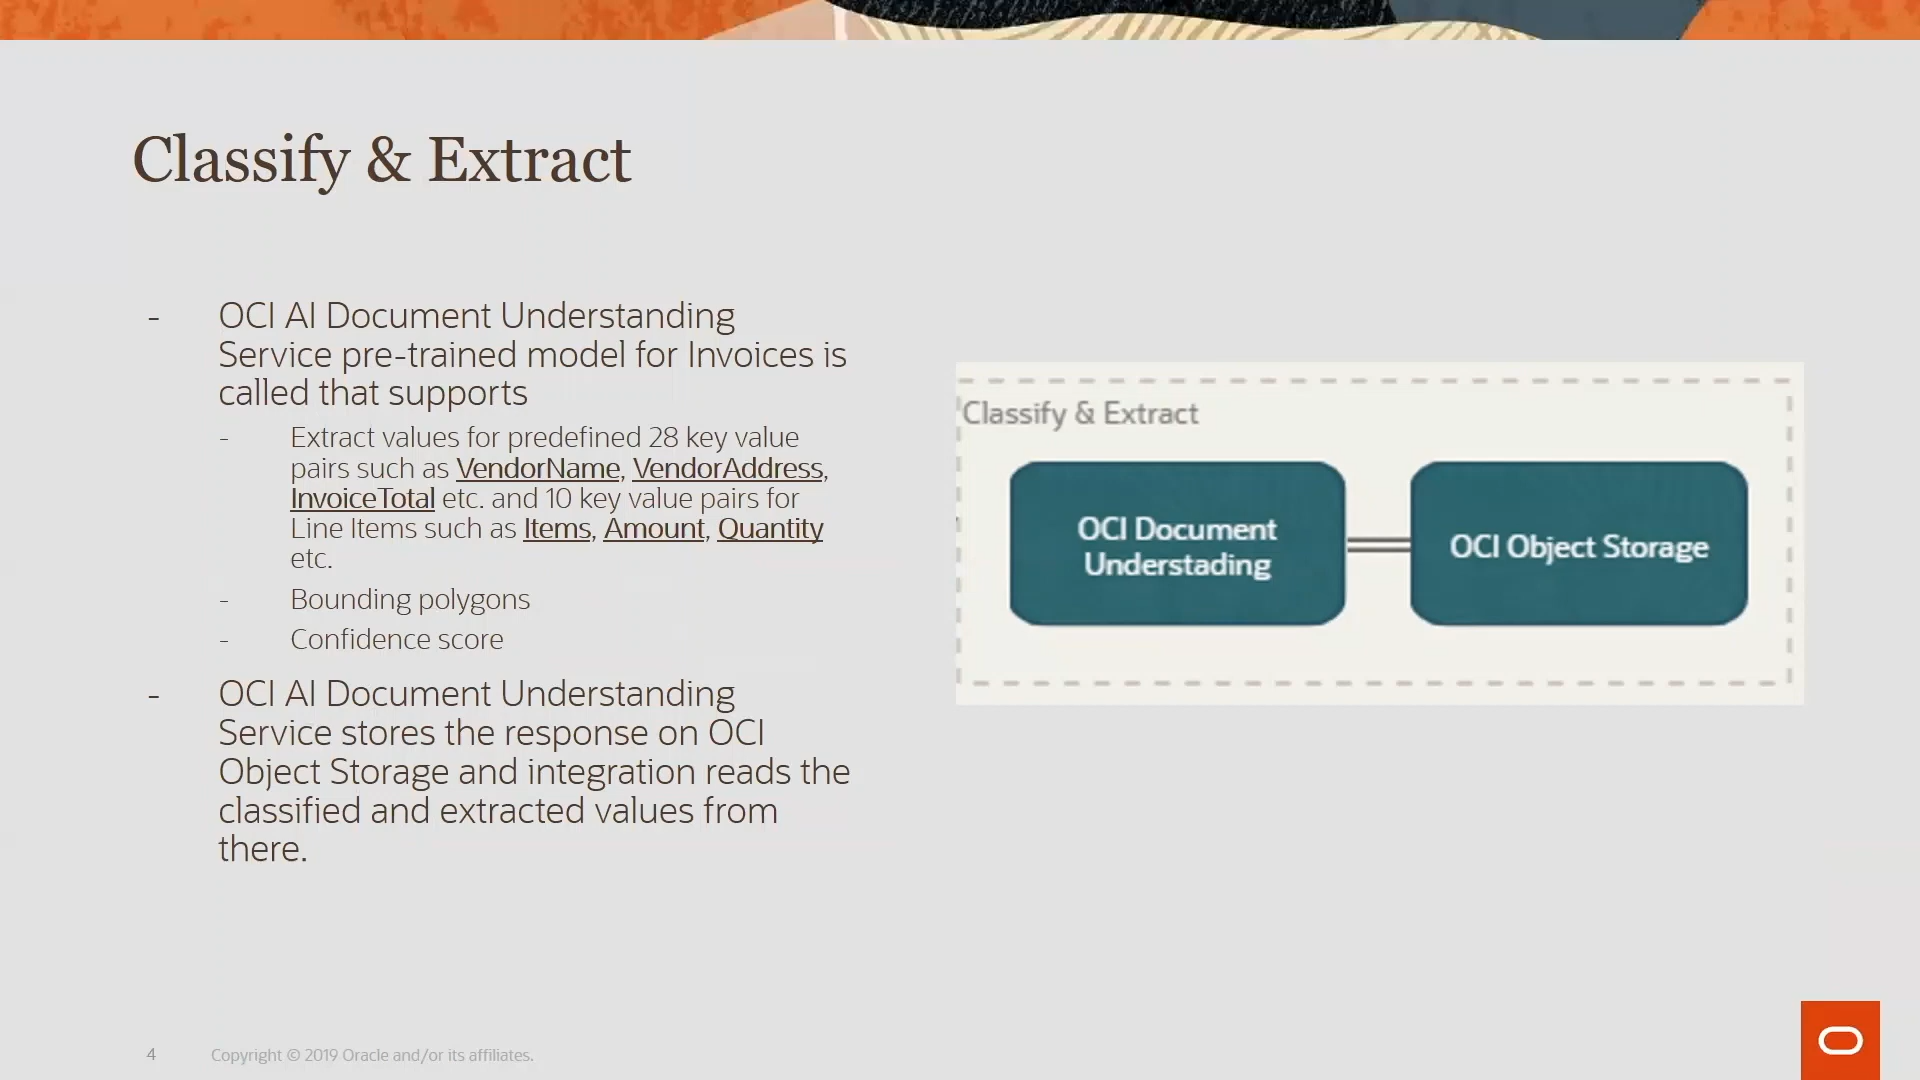 Classify & Extract
- OCI AI Document Understanding
Service pre-trained model for Invoices is
called that supports
- Extract values for predefined 28 key value
pairs such as VendorName, VendorAddress,
InvoiceTotal etc. and 10 key value pairs for
Line Items such as Items, Amount, Quantity
etc.
- Bounding polygons
- Confidence score
- OCI AI Document Understanding
Service stores the response on OCI
Object Storage and integration reads the
classified and extracted values from
there.
Classify & Extract
OCI Document
Understading
OCI Object Storage
4 Copyright © 2019 Oracle and/or its affiliates.